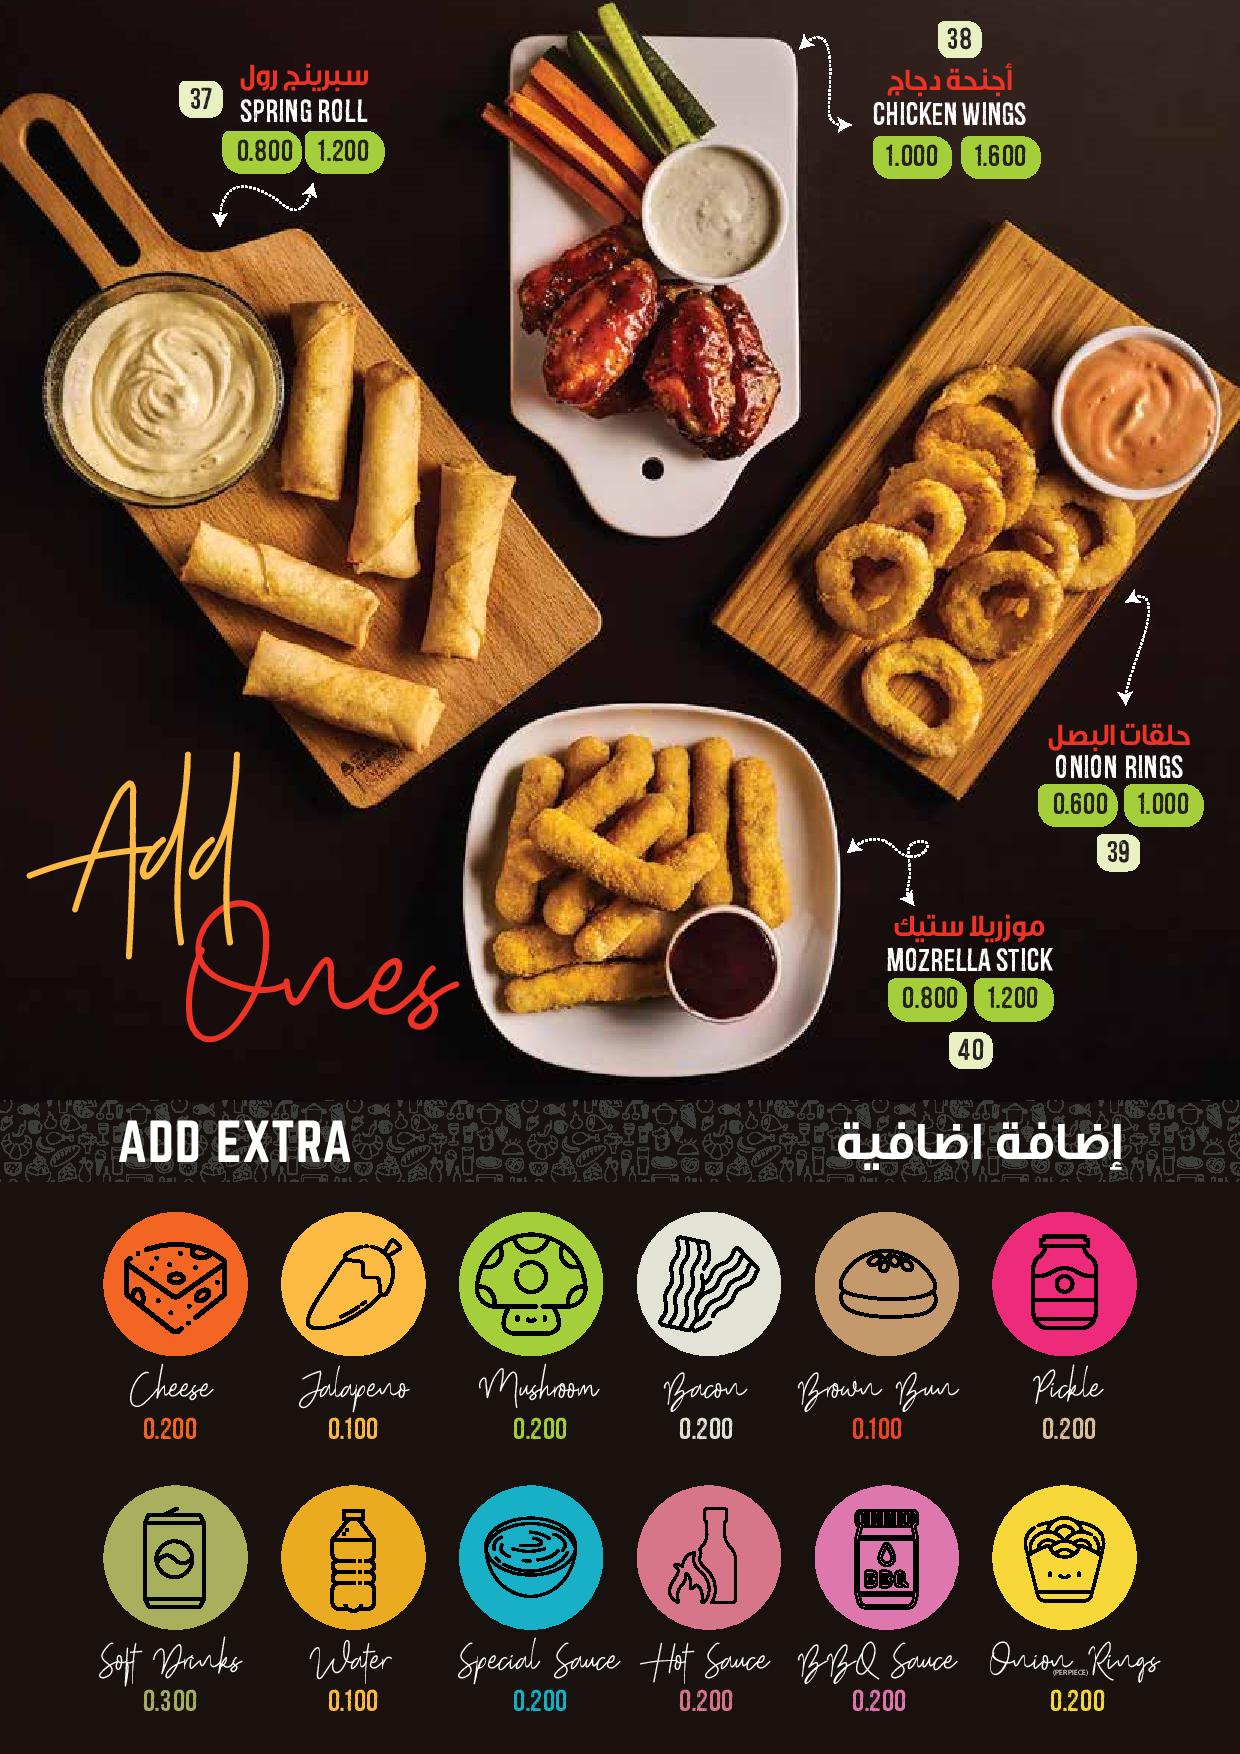 37
سبرينج رول
SPRING ROLL
0.800 1.200
38
أجنحة دجاج
CHICKEN WINGS
1.000 1.600
حلقات البصل
ONION RINGS
0.600 1.000
39
موزريلا ستيك
MOZRELLA STICK
0.800 1.200
40
Add
Ones
ADD EXTRA
إضافة اضافية
Cheese
0.200
Jalapeno
0.100
Mushroom
0.200
Bacon
0.200
Brown Bun
0.100
Pickle
0.200
BBQ
Soft Drinks
0.300
Water
0.100
Special Sauce
0.200
Hot Sauce
0.200
BBQ Sauce
0.200
Onion Rings
(PER PIECE)
0.200